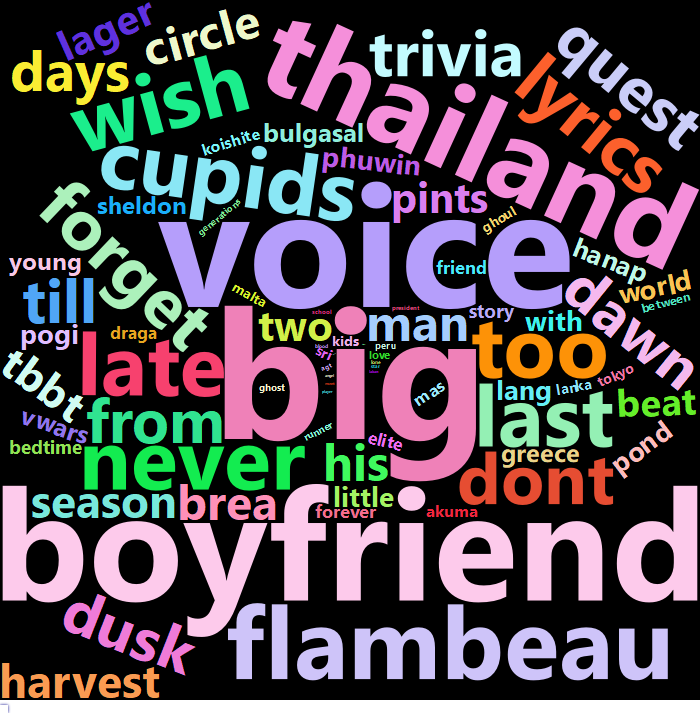 lager
circle
days
wish
thailand
trivia
quest
lyrics
koishite
bulgasal
cupids
phuwin
pints
sheldon
generations
ghoul
forget
voice
hanap
young
friend
world
between
till
malta
dawn
school
president
story
with
pogi
draga
two
man
too
big
kids
peru
late
blood
sri
love
tbbt
ghost
mas
lang
lanka
tokyo
last
beat
from
vwars
runner
elite
bedtime
never
his
greece
pond
dont
season
brea
little
forever
akuma
boyfriend
dusk
flambeau
harvest